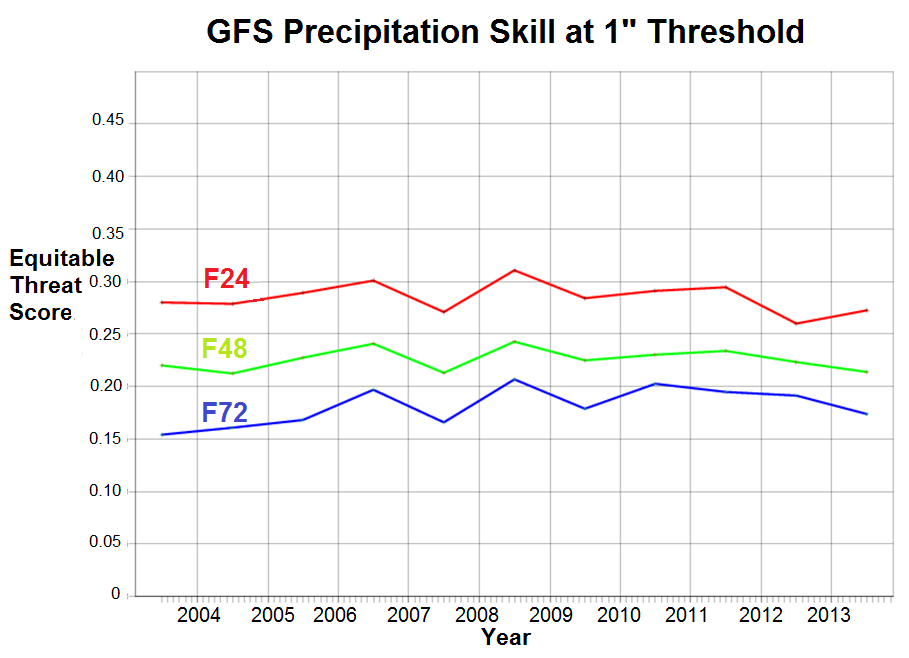 GFS Precipitation Skill at 1" Threshold
0.45
0.40
0.35
Equitable
Threat
Score
0.30
0.25
0.20
0.15
0.10
0.05
0
F24
F48
F72
2004 2005 2006 2007 2008 2009 2010 2011 2012 2013
Year